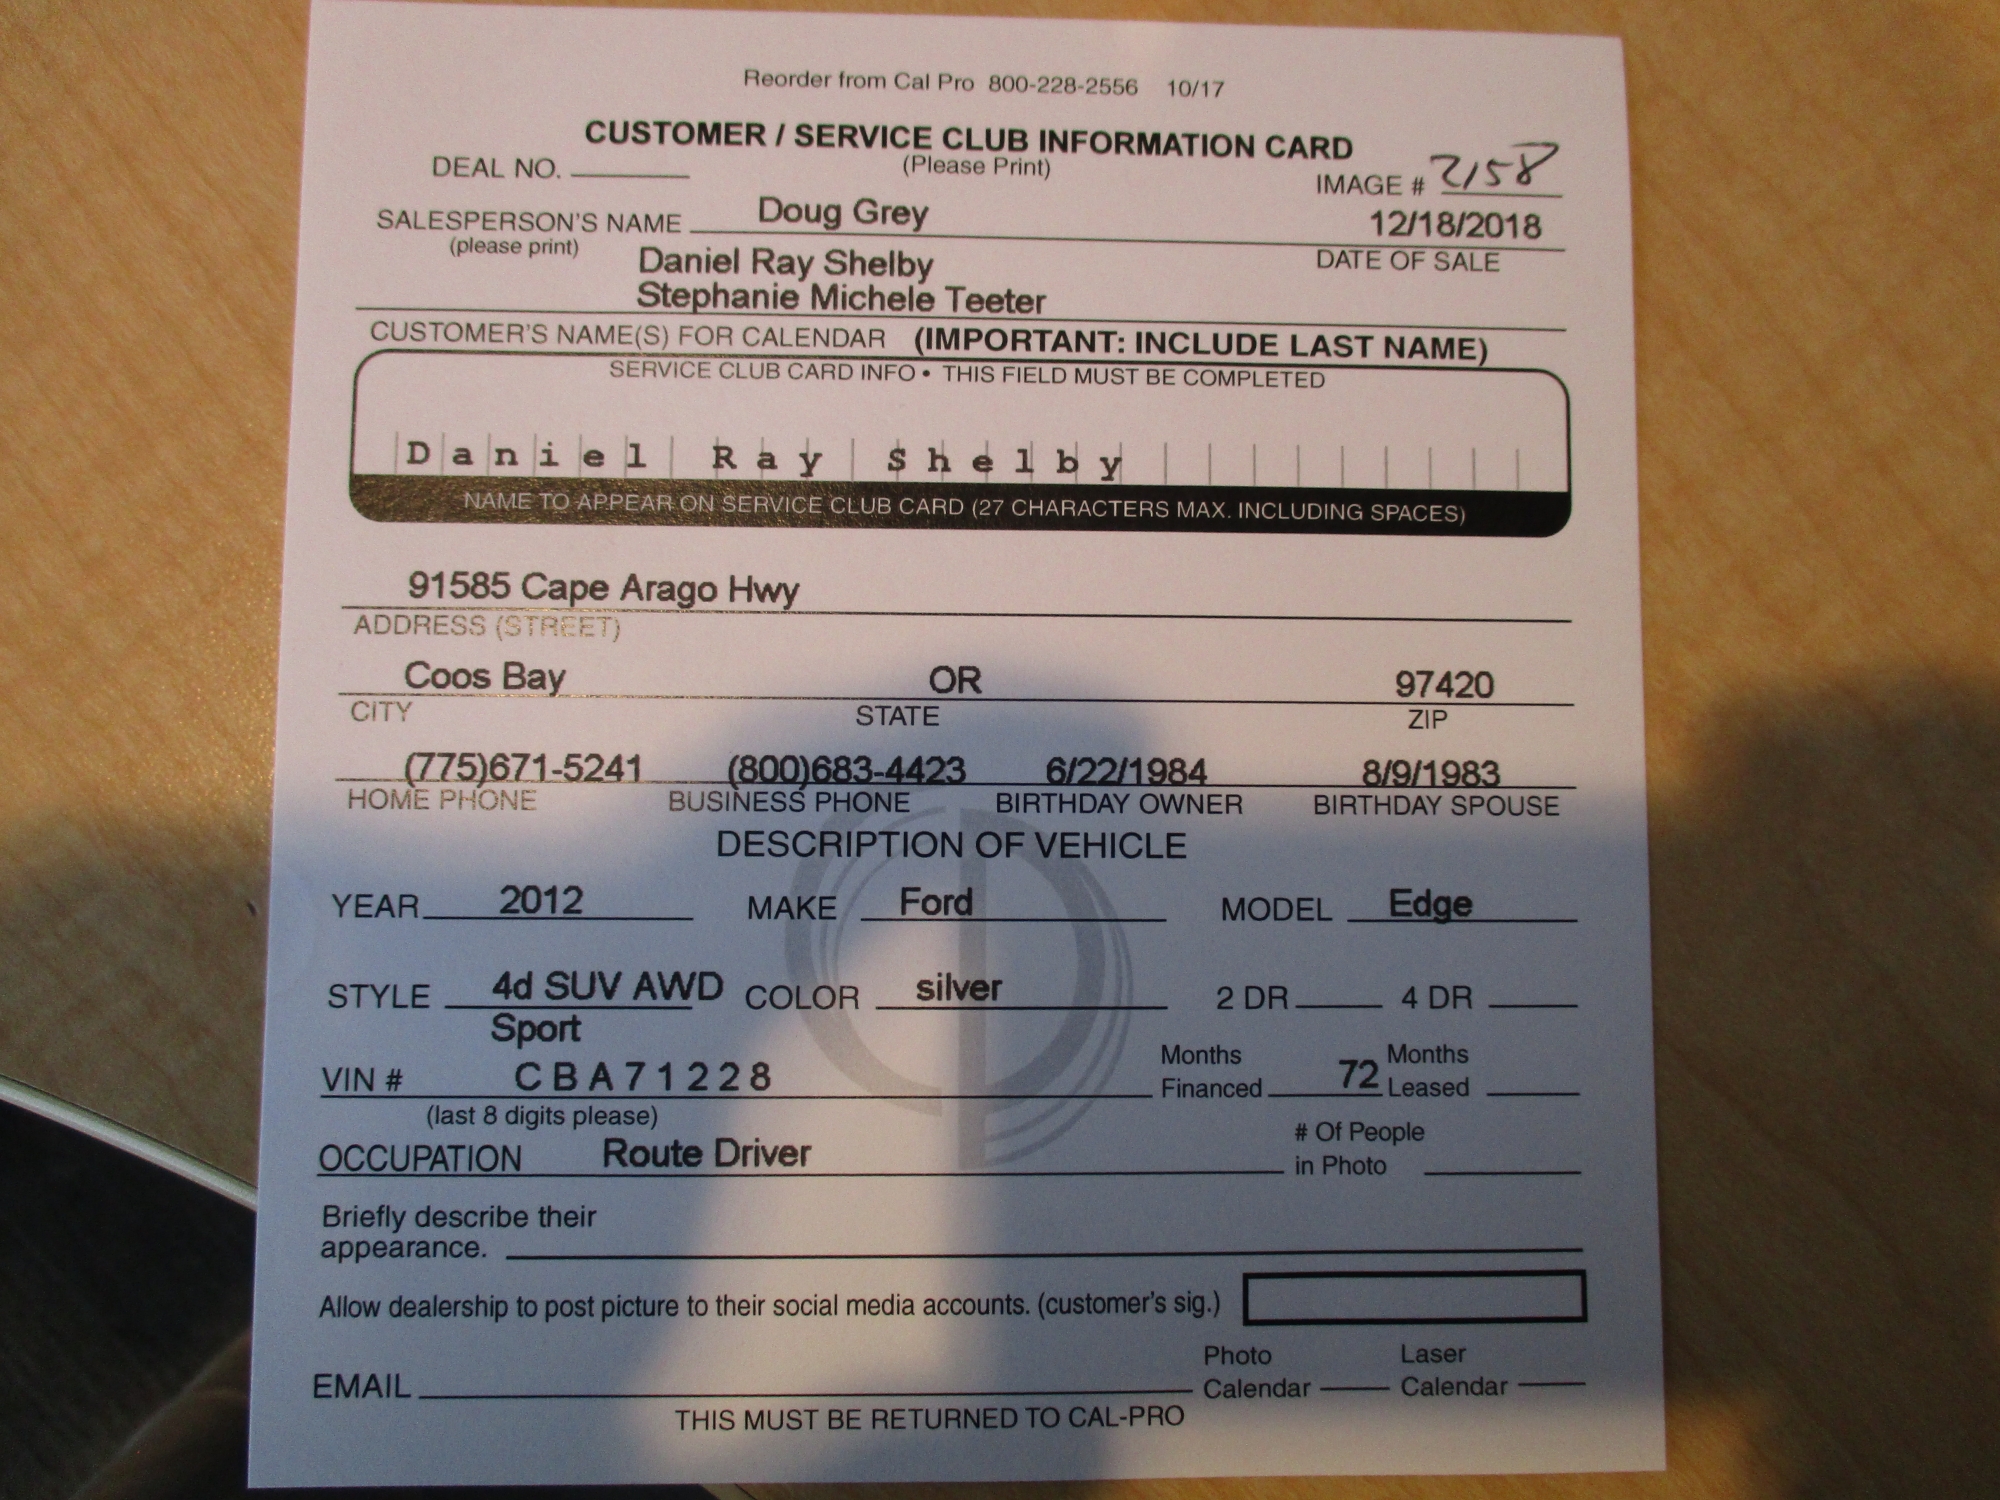 Reorder from Cal Pro 800-228-2556 10/17
CUSTOMER / SERVICE CLUB INFORMATION CARD
DEAL NO. (Please Print) IMAGE # 2158
SALESPERSON'S NAME Doug Grey 12/18/2018
(please print) DATE OF SALE
Daniel Ray Shelby
Stephanie Michele Teeter
CUSTOMER'S NAME(S) FOR CALENDAR (IMPORTANT: INCLUDE LAST NAME)
SERVICE CLUB CARD INFO • THIS FIELD MUST BE COMPLETED
Daniel Ray Shelby
NAME TO APPEAR ON SERVICE CLUB CARD (27 CHARACTERS MAX. INCLUDING SPACES)
91585 Cape Arago Hwy
ADDRESS (STREET)
Coos Bay OR 97420
CITY STATE ZIP
(775)671-5241 (800)683-4423 6/22/1984 8/9/1983
HOME PHONE BUSINESS PHONE BIRTHDAY OWNER BIRTHDAY SPOUSE
DESCRIPTION OF VEHICLE
YEAR 2012 MAKE Ford MODEL Edge
STYLE 4d SUV AWD COLOR silver 2 DR 4 DR
Sport
Months Months
VIN # CBA71228 Financed 72 Leased
(last 8 digits please)
# Of People
OCCUPATION Route Driver in Photo
Briefly describe their
appearance.
Allow dealership to post picture to their social media accounts. (customer's sig.)
Photo Laser
EMAIL Calendar Calendar
THIS MUST BE RETURNED TO CAL-PRO